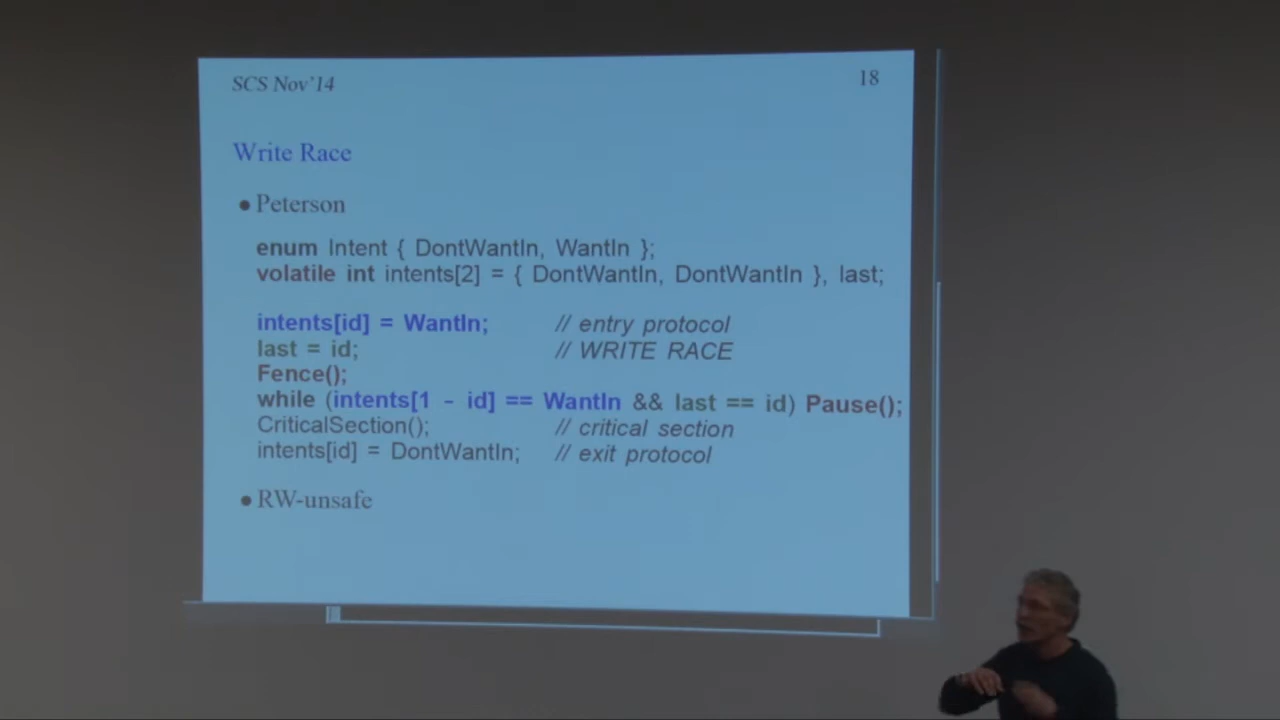 SCS Nov'14 18
Write Race
● Peterson
enum Intent { DontWantIn, WantIn };
volatile int intents[2] = { DontWantIn, DontWantIn }, last;
intents[id] = WantIn; // entry protocol
last = id; // WRITE RACE
Fence();
while (intents[1 - id] == WantIn && last == id) Pause();
CriticalSection(); // critical section
intents[id] = DontWantIn; // exit protocol
● RW-unsafe